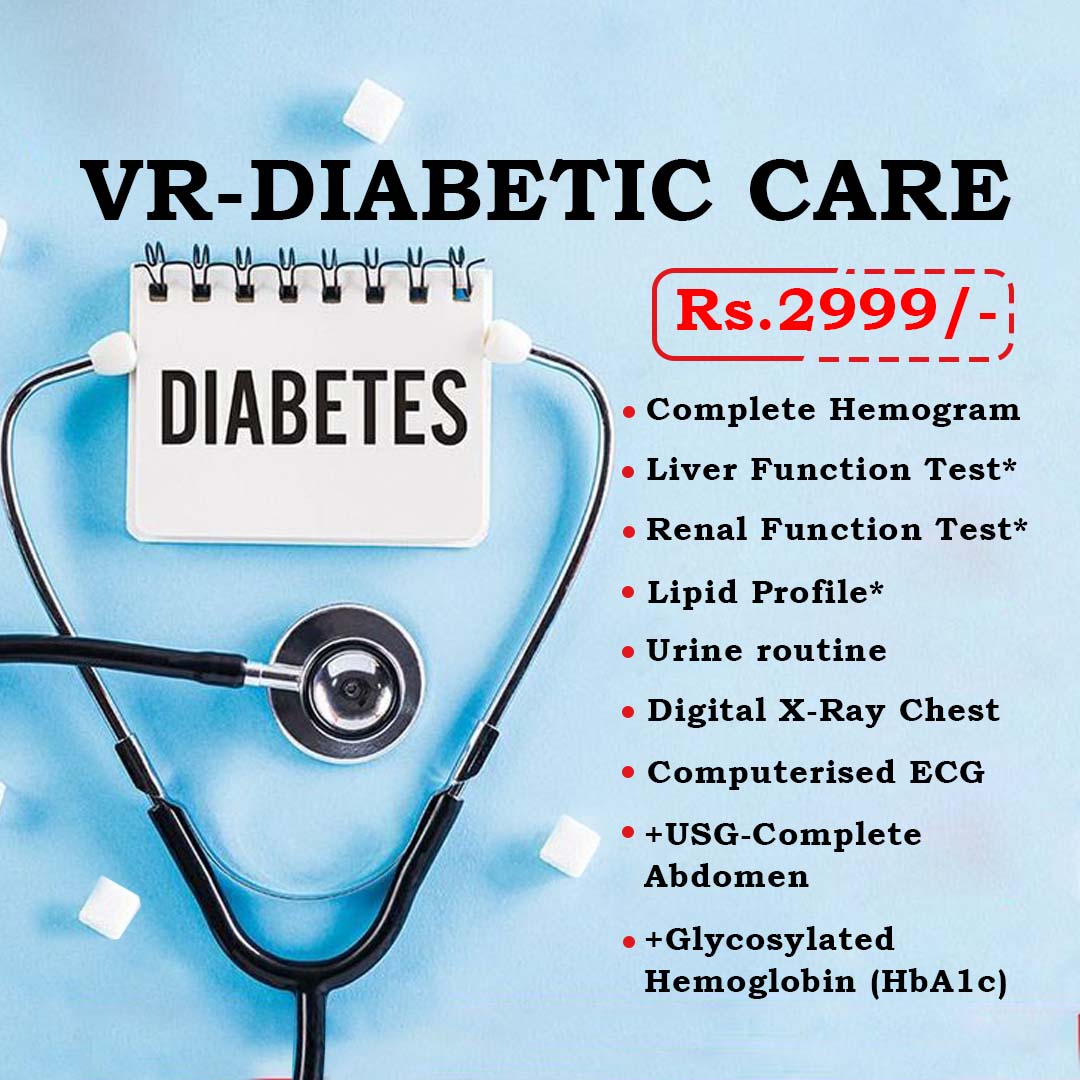 VR-DIABETIC CARE
DIABETES
Rs.2999/-
• Complete Hemogram
• Liver Function Test*
• Renal Function Test*
• Lipid Profile*
• Urine routine
• Digital X-Ray Chest
• Computerised ECG
• +USG-Complete
Abdomen
• +Glycosylated
Hemoglobin (HbA1c)